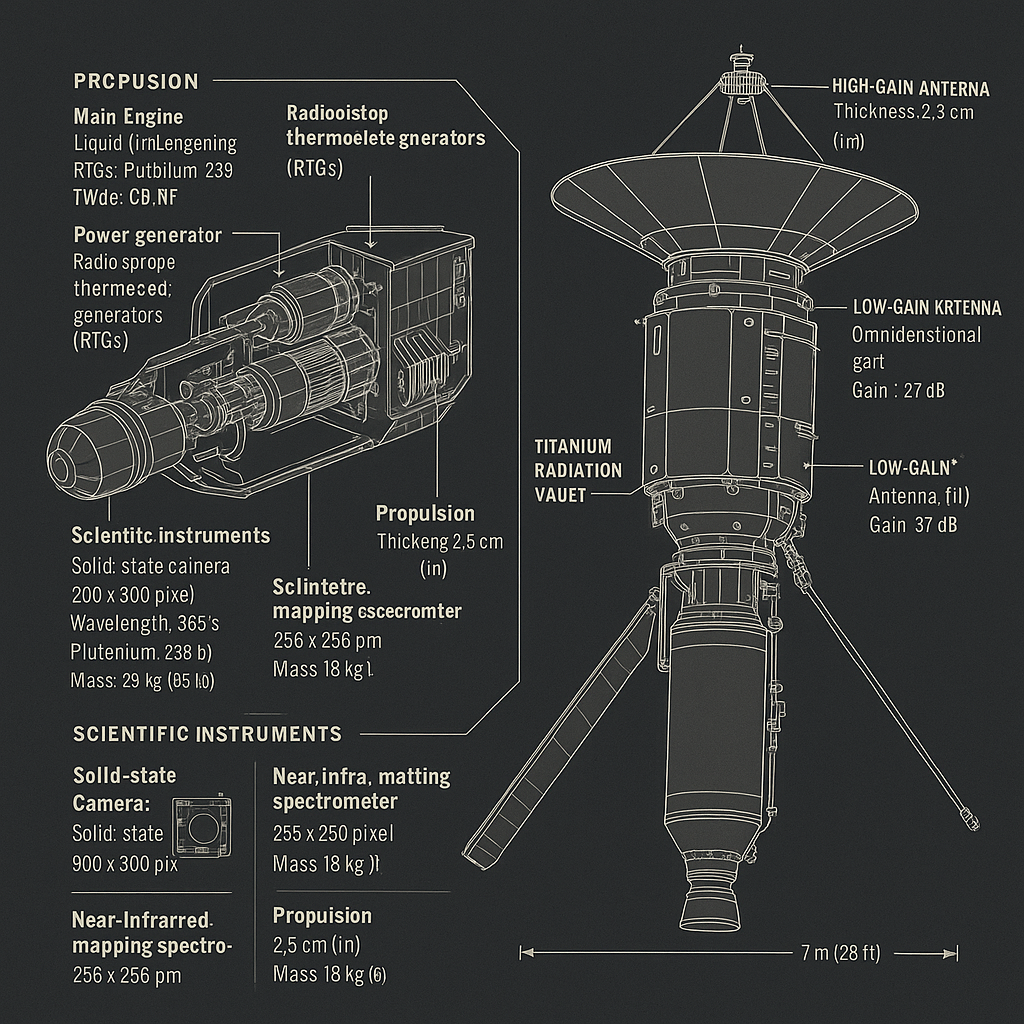 PRCPUSION
Main Engine
Liquid (irnLengening
RTGs: Putbilum 239
TWde: CB,NF
Radiooistop
thermoelete gnerators
(RTGs)
Power generator
Radio sprope
thermeced;
generators
(RTGs)
Scientitc.instruments
Solid: state cainera
200 x 300 pixe)
Wavelength, 365's
Plutenium. 238 b)
Mass: 29 kg
Propulsion
Thickeng 2,5 cm
(in)
Sclintetre.
mapping escecromter
256 x 256 pm
Mass 18 kg
SCIENTIFIC INSTRUMENTS
Solld-state
Camera:
Solid: state
900 x 300 pix
Near,infra, matting
spectrometer
255 x 250 pixel
Mass 18 kg
Near-Infrarred.
mapping spectro-
256 x 256 pm
Propuision
2,5 cm (in)
Mass 18 kg (6)
HIGH-GAIN ANTERNA
Thickness.2,3 cm
(in)
LOW-GAIN KRTENNA
Omnidenstional
gart
Gain : 27 dB
TITANIUM
RADIATION
VAUET
LOW-GALN*
Antenna, fil)
Gain 37 dB
7 m (28 ft)